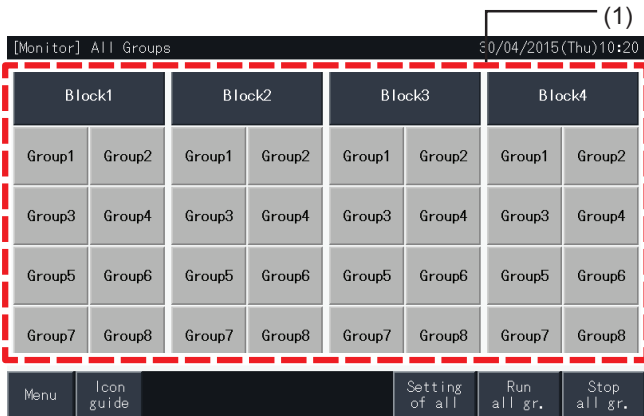 (1)
[Monitor] All Groups 30/04/2015(Thu)10:20
Block1 Block2 Block3 Block4
Group1 Group2 Group1 Group2 Group1 Group2 Group1 Group2
Group3 Group4 Group3 Group4 Group3 Group4 Group3 Group4
Group5 Group6 Group5 Group6 Group5 Group6 Group5 Group6
Group7 Group8 Group7 Group8 Group7 Group8 Group7 Group8
Menu
Icon
guide
Setting
of all
Run
all gr.
Stop
all gr.